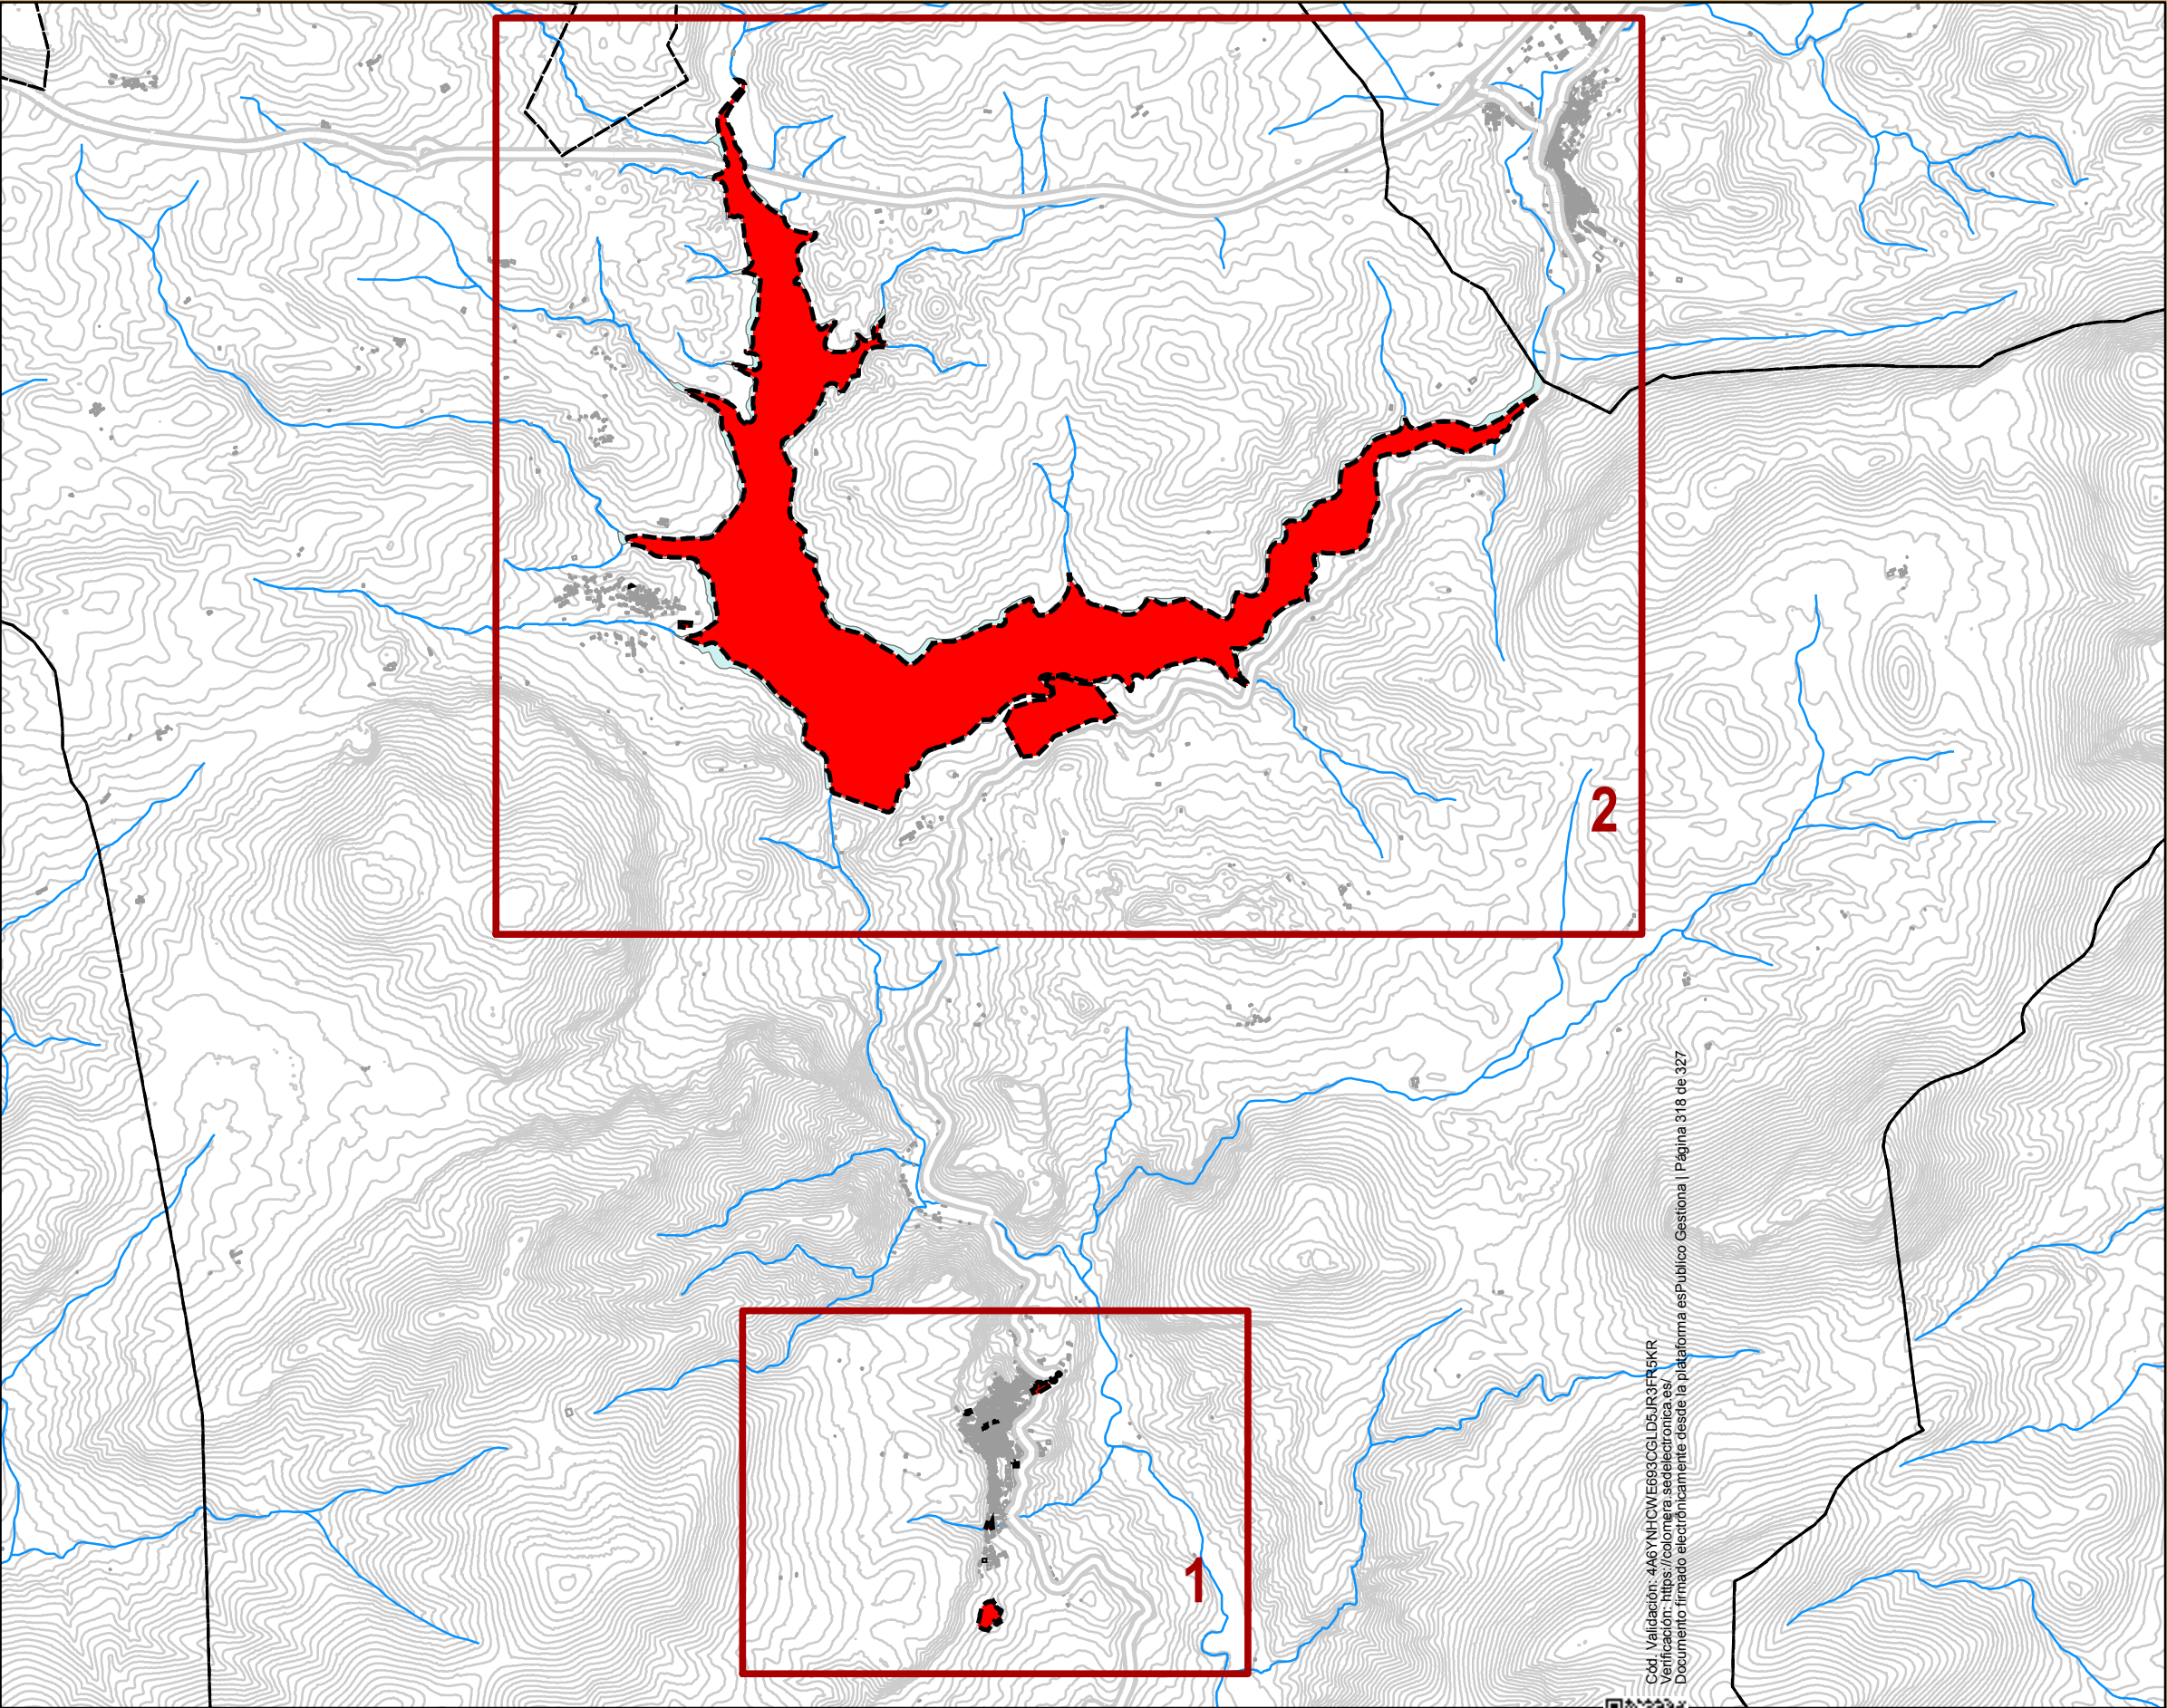 2
1
Cód. Validación: 4A6YNHCWE693CGLD5JR3FR5KR
Verificación: https://colomera.sedelectronica.es/
Documento firmado electrónicamente desde la plataforma esPublico Gestiona | Página 318 de 327